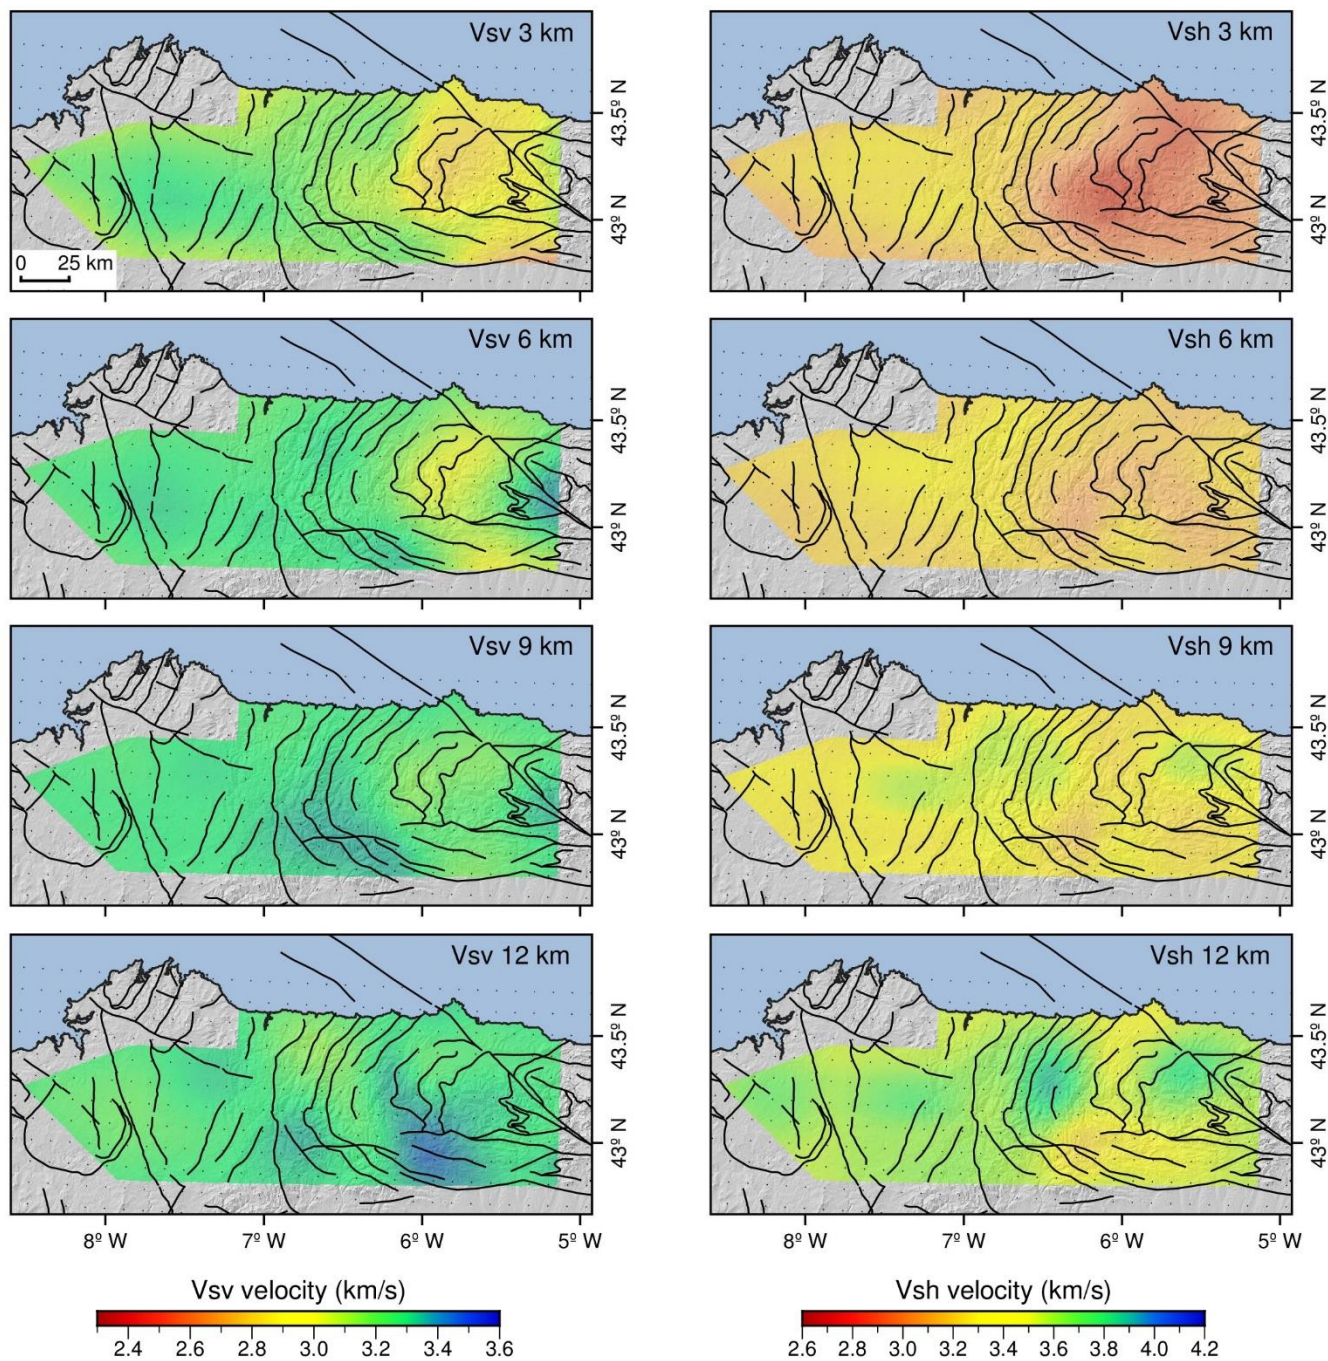 Vsv 3 km
Vsh 3 km
43.5º N
43º N
43.5º N
43º N
0 25 km
Vsv 6 km
Vsh 6 km
43.5º N
43º N
43.5º N
43º N
Vsv 9 km
Vsh 9 km
43.5º N
43º N
43.5º N
43º N
Vsv 12 km
Vsh 12 km
43.5º N
43º N
43.5º N
43º N
8º W 7º W 6º W 5º W
8º W 7º W 6º W 5º W
Vsv velocity (km/s)
2.4 2.6 2.8 3.0 3.2 3.4 3.6
Vsh velocity (km/s)
2.6 2.8 3.0 3.2 3.4 3.6 3.8 4.0 4.2